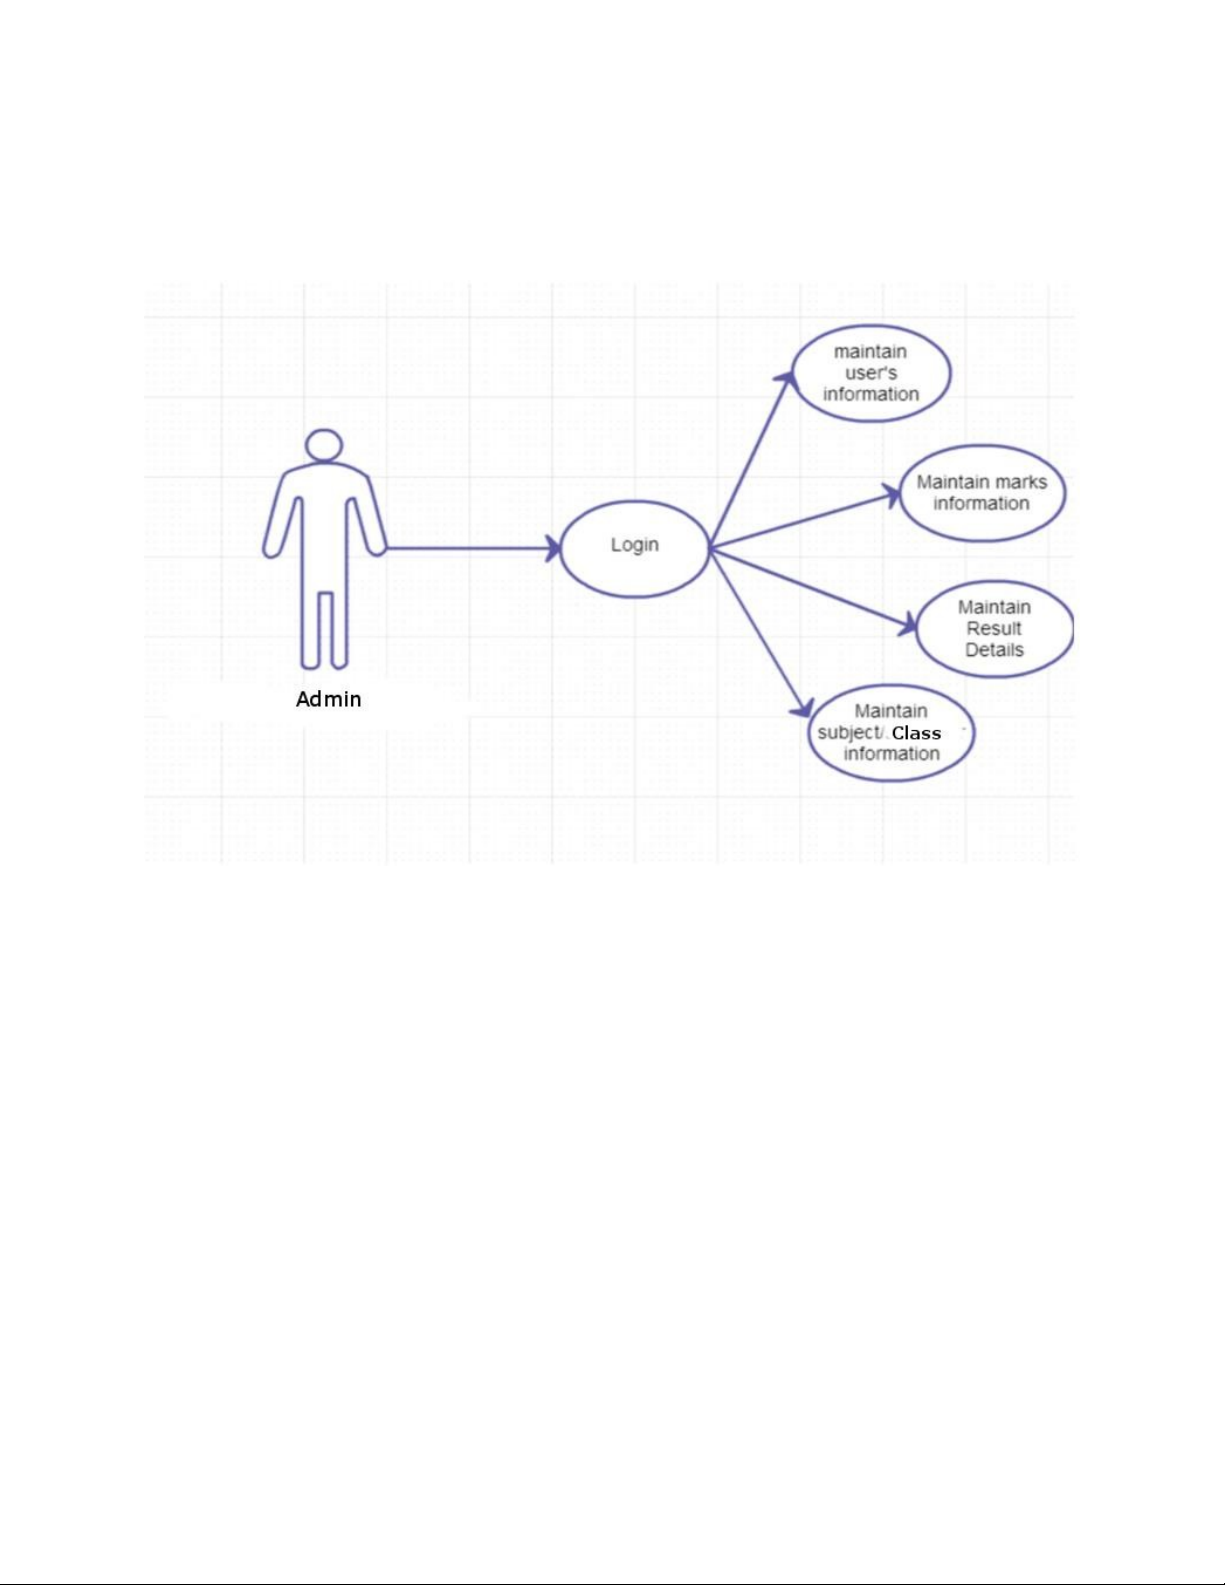 maintain
user's
information
Maintain marks
information
Login
Maintain
Result
Details
Admin
Maintain
subject/ Class
information